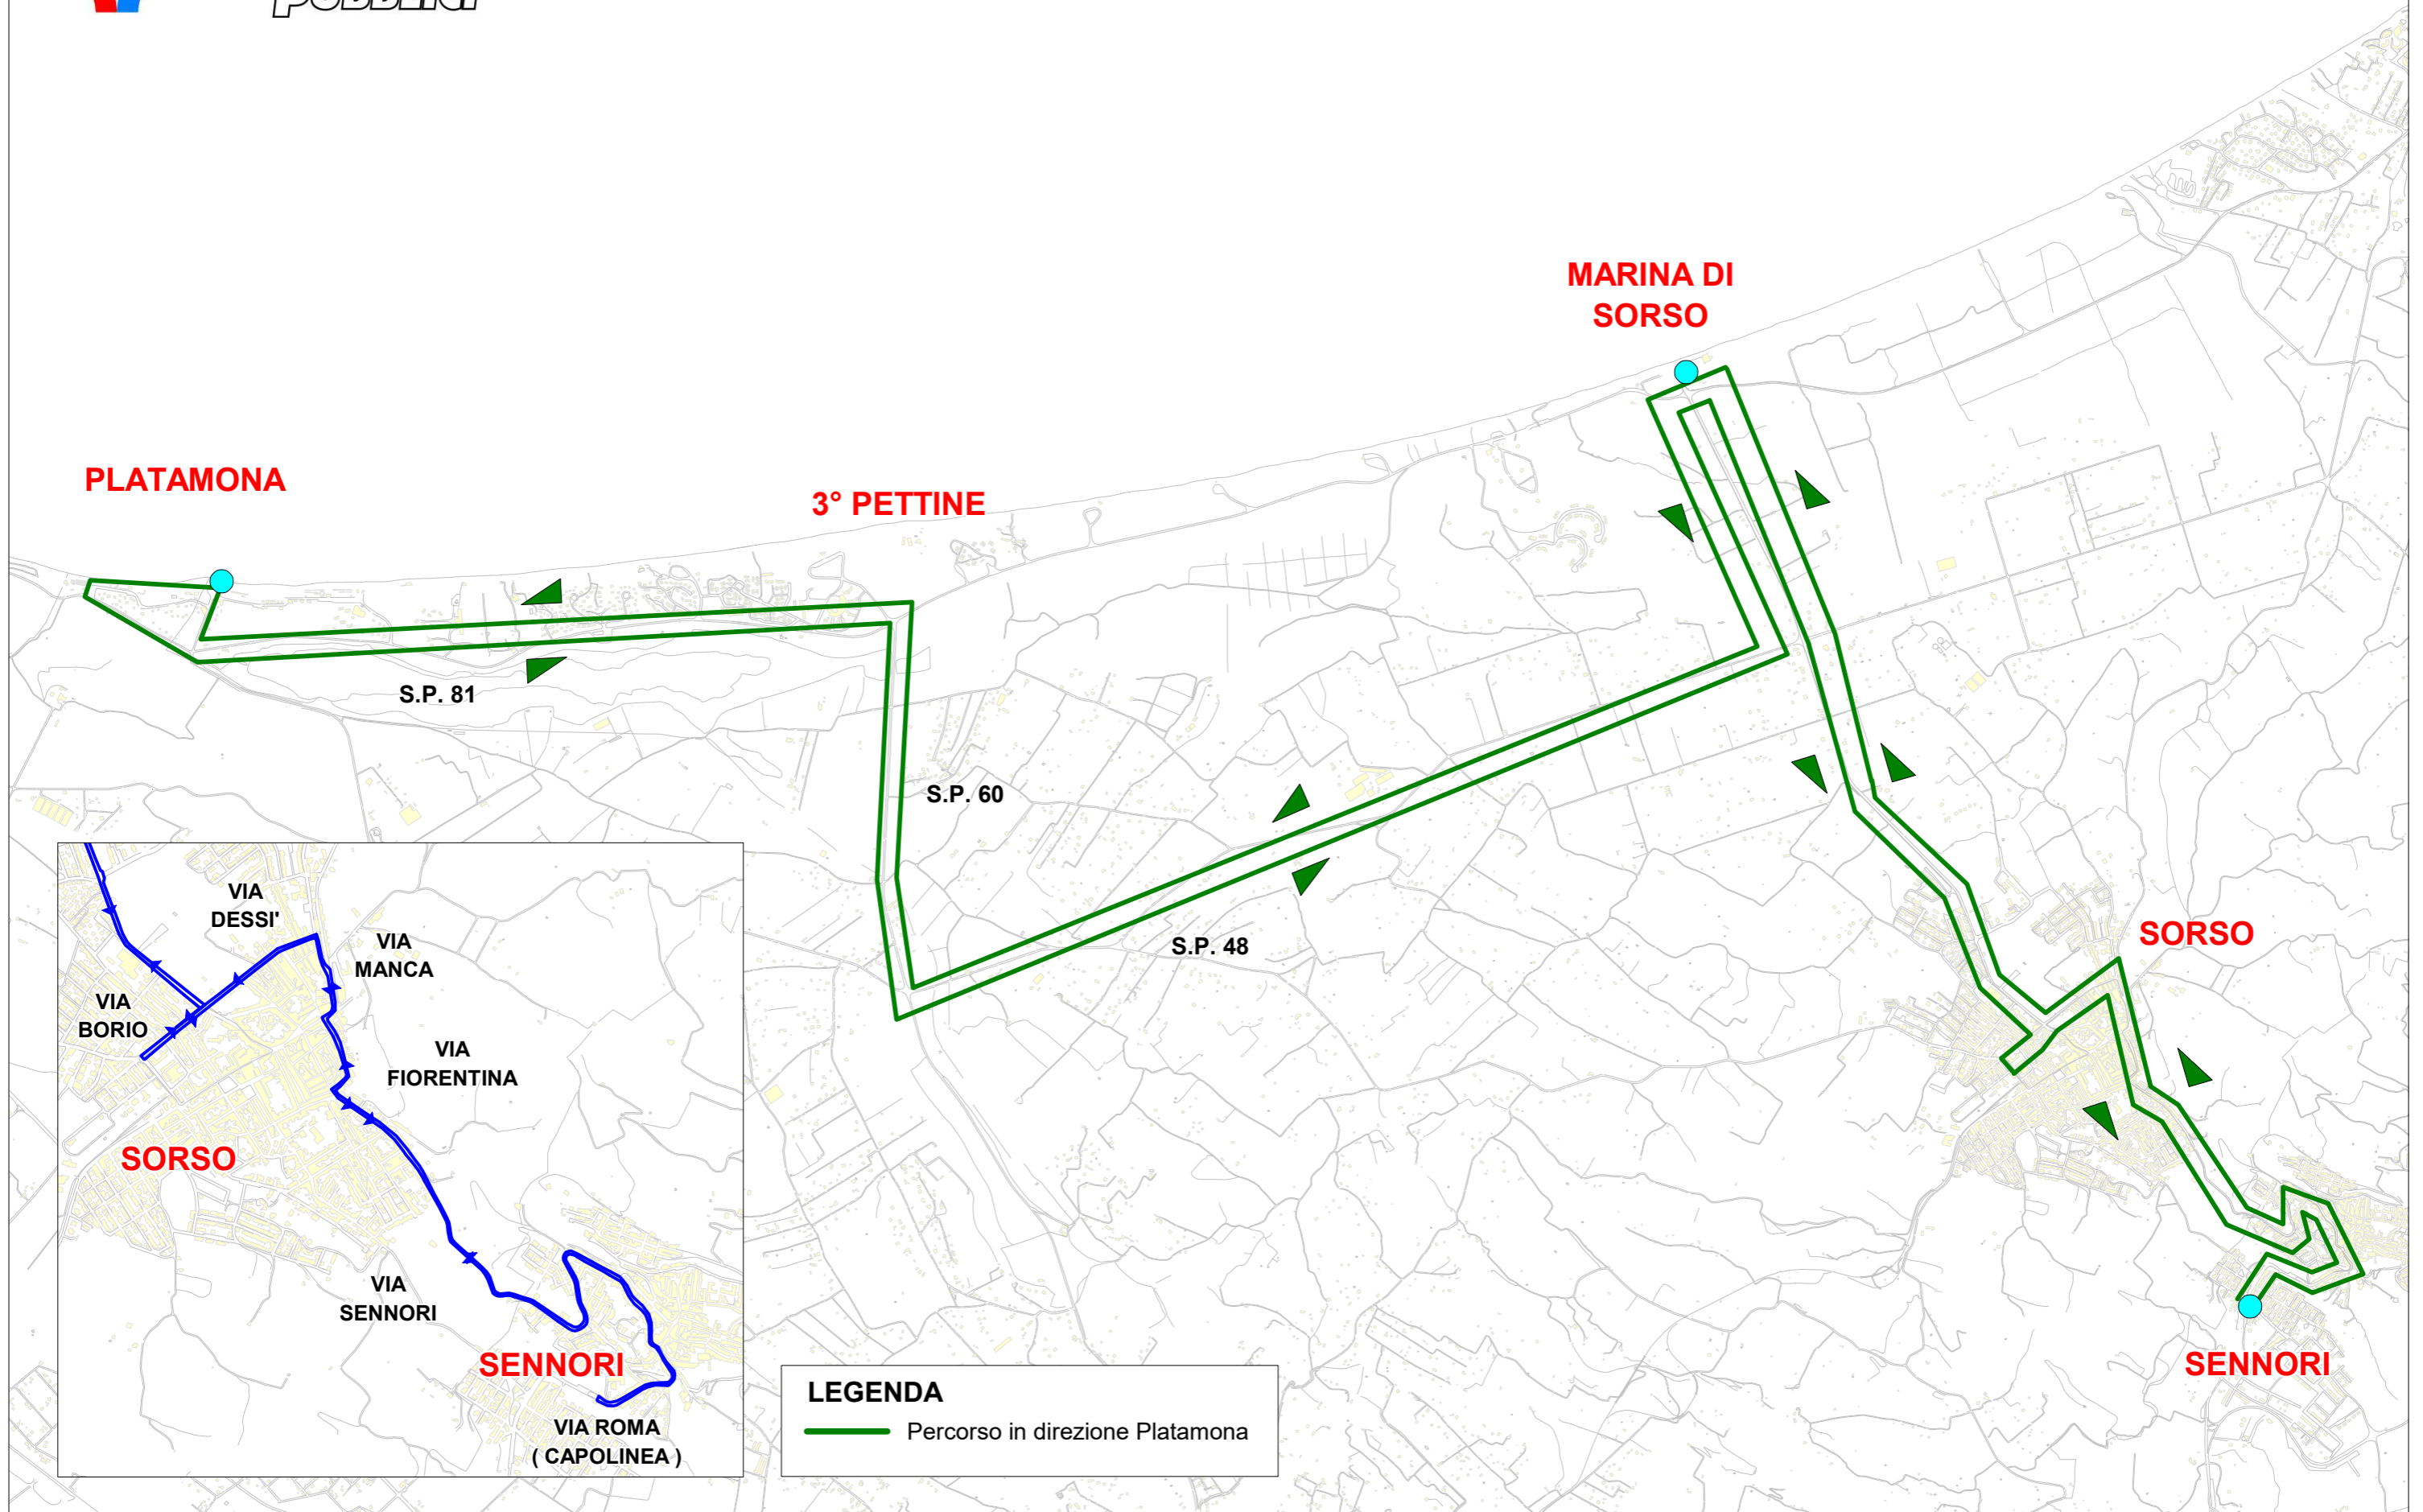 MARINA DI
SORSO
PLATAMONA
3° PETTINE
S.P. 81
S.P. 60
S.P. 48
SORSO
SENNORI
VIA
DESSI'
VIA
MANCA
VIA
BORIO
VIA
FIORENTINA
SORSO
VIA
SENNORI
SENNORI
VIA ROMA
( CAPOLINEA )
LEGENDA
Percorso in direzione Platamona